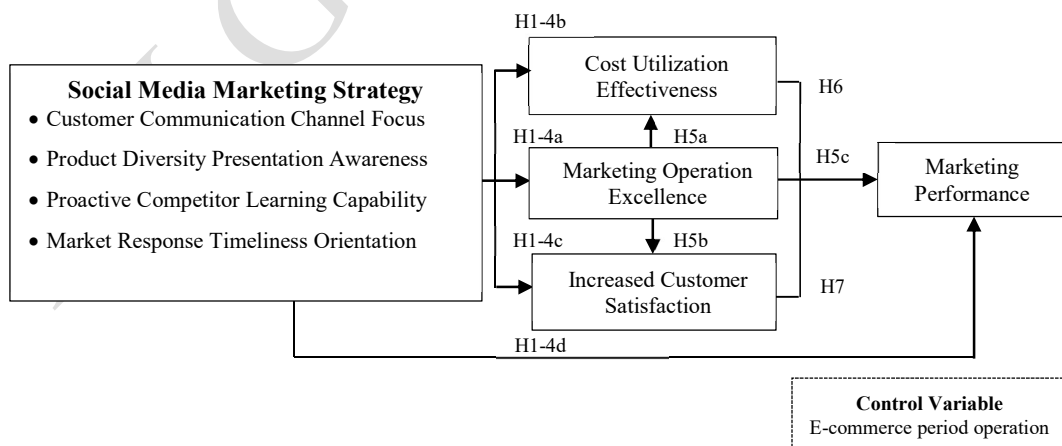 H1-4b
Cost Utilization
Effectiveness
H6
Social Media Marketing Strategy
• Customer Communication Channel Focus
• Product Diversity Presentation Awareness
• Proactive Competitor Learning Capability
• Market Response Timeliness Orientation
H1-4a
H5a
Marketing Operation
Excellence
H5c
Marketing
Performance
H1-4c
H5b
Increased Customer
Satisfaction
H7
H1-4d
Control Variable
E-commerce period operation